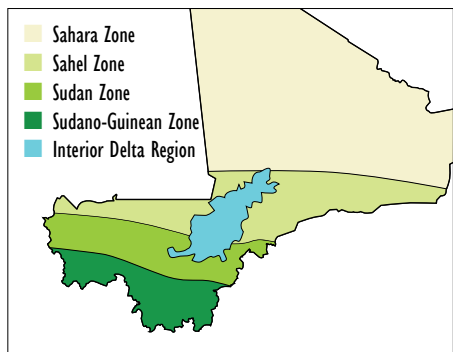 Sahara Zone
Sahel Zone
Sudan Zone
Sudano-Guinean Zone
Interior Delta Region